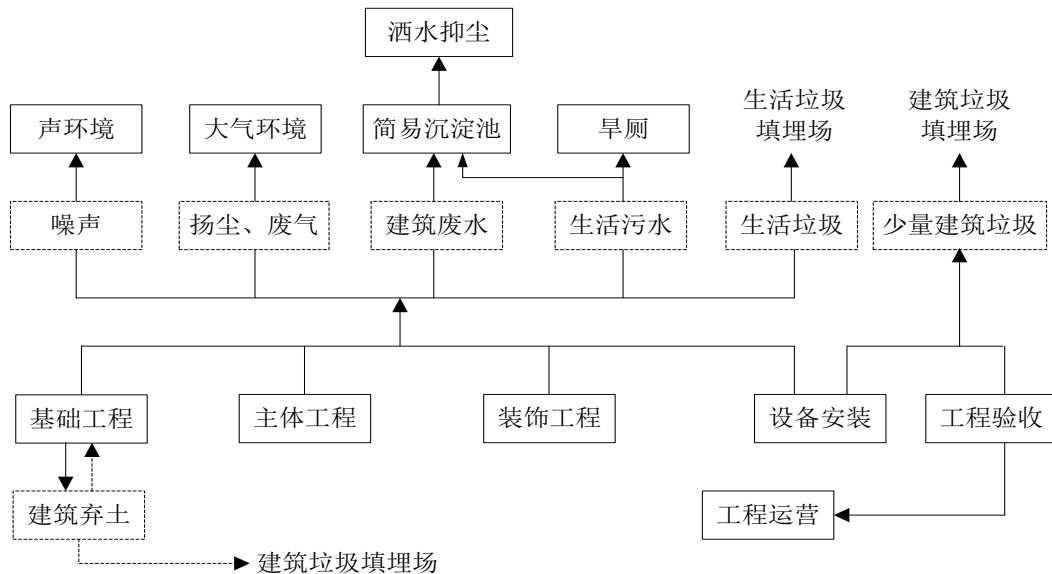 洒水抑尘
声环境
大气环境
简易沉淀池
旱厕
生活垃圾
填埋场
建筑垃圾
填埋场
噪声
扬尘、废气
建筑废水
生活污水
生活垃圾
少量建筑垃圾
基础工程
主体工程
装饰工程
设备安装
工程验收
建筑弃土
工程运营
建筑垃圾填埋场